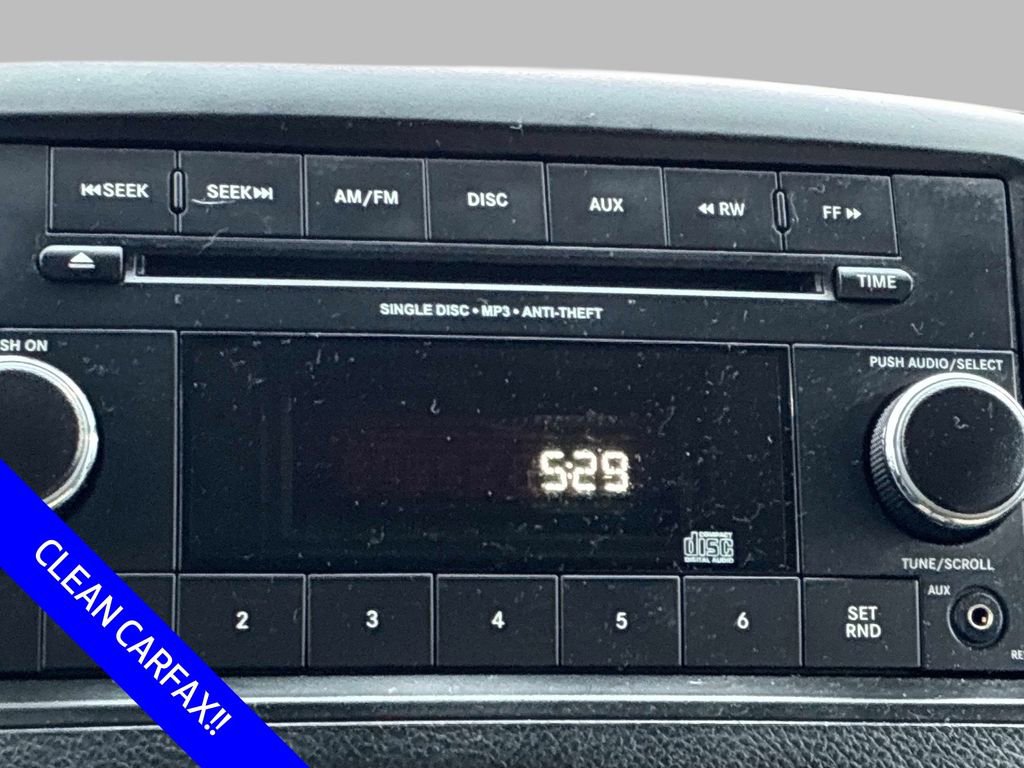 SEEK
SEEK
AM/FM
DISC
AUX
RW
FF
TIME
SINGLE DISC • MP3 • ANTI-THEFT
SH ON
PUSH AUDIO/SELECT
5:29
COMPACT
disc
DIGITAL AUDIO
TUNE/SCROLL
AUX
2
3
4
5
6
SET
RND
RE
CLEAN CARFAX!!